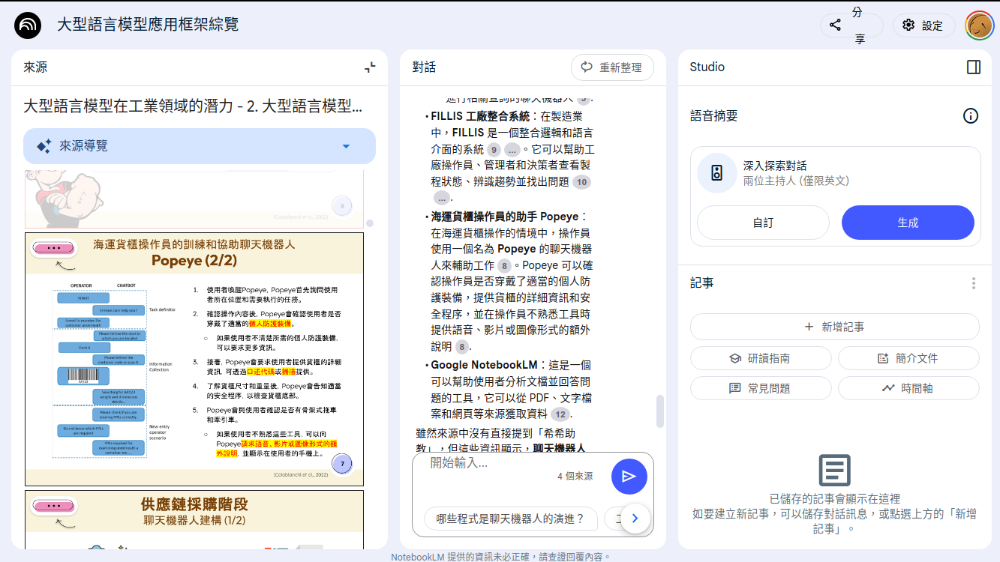 大型語言模型應用框架綜覽
分享
設定
來源
大型語言模型在工業領域的潛力 - 2. 大型語言模型...
來源導覽
6
(Colabianchi et al., 2022)
海運貨櫃操作員的訓練和協助聊天機器人
Popeye (2/2)
OPERATOR
CHATBOT
Hi Bot!
Hi! How can I help you?
Task definitio
I need to examine the
container underneath
Please tell me the dock in
which you are located
Dock 4
Please tell me the
container code or scan it.
Information
Collection
AA123
Searching for AA123
weight and dimensions
details...
Please check if you are
wearing PPEs correctly.
Do not know which PPEs
are required
New entry
operator
scenario
PPEs required for
examining underneath a
container are....
1. 使用者喚醒Popeye, Popeye首先詢問使用
者所在位置和需要執行的任務。
2. 確認操作內容後, Popeye會確認使用者是否
穿戴了適當的個人防護裝備。
○ 如果使用者不清楚所需的個人防護裝備,
可以要求更多資訊。
3. 接著, Popeye會要求使用者提供貨櫃的詳細
資訊, 可透過口述代碼或掃描提供。
4. 了解貨櫃尺寸和重量後, Popeye會告知適當
的安全程序, 以檢查貨櫃底部。
5. Popeye會與使用者確認是否有骨架式拖車
和牽引車。
○ 如果使用者不熟悉這些工具, 可以向
Popeye請求語音、影片或圖像形式的額
外說明, 並顯示在使用者的手機上。
7
(Colabianchi et al., 2022)
供應鏈採購階段
聊天機器人建構 (1/2)
對話
重新整理
進行相關查詢的聊天機器人
• FILLIS 工廠整合系統：在製造業
中，FILLIS 是一個整合邏輯和語言
介面的系統 9 ... 。它可以幫助工
廠操作員、管理者和決策者查看製
程狀態、辨識趨勢並找出問題 10
... .
• 海運貨櫃操作員的助手 Popeye：
在海運貨櫃操作的情境中，操作員
使用一個名為 Popeye 的聊天機器
人來輔助工作 8 。Popeye 可以確
認操作員是否穿戴了適當的個人防
護裝備，提供貨櫃的詳細資訊和安
全程序，並在操作員不熟悉工具時
提供語音、影片或圖像形式的額外
說明 8 .
• Google NotebookLM：這是一個
可以幫助使用者分析文檔並回答問
題的工具，它可以從 PDF、文字檔
案和網頁等來源獲取資料 12 .
雖然來源中沒有直接提到「希希助
教」，但這些資訊顯示，聊天機器人
開始輸入...
4 個來源
哪些程式是聊天機器人的演進？
Studio
語音摘要
深入探索對話
兩位主持人 (僅限英文)
自訂
生成
記事
新增記事
研讀指南
簡介文件
常見問題
時間軸
已儲存的記事會顯示在這裡
如要建立新記事，可以儲存對話訊息，或點選上方的「新增
記事」。
NotebookLM 提供的資訊未必正確，請查證回覆內容。